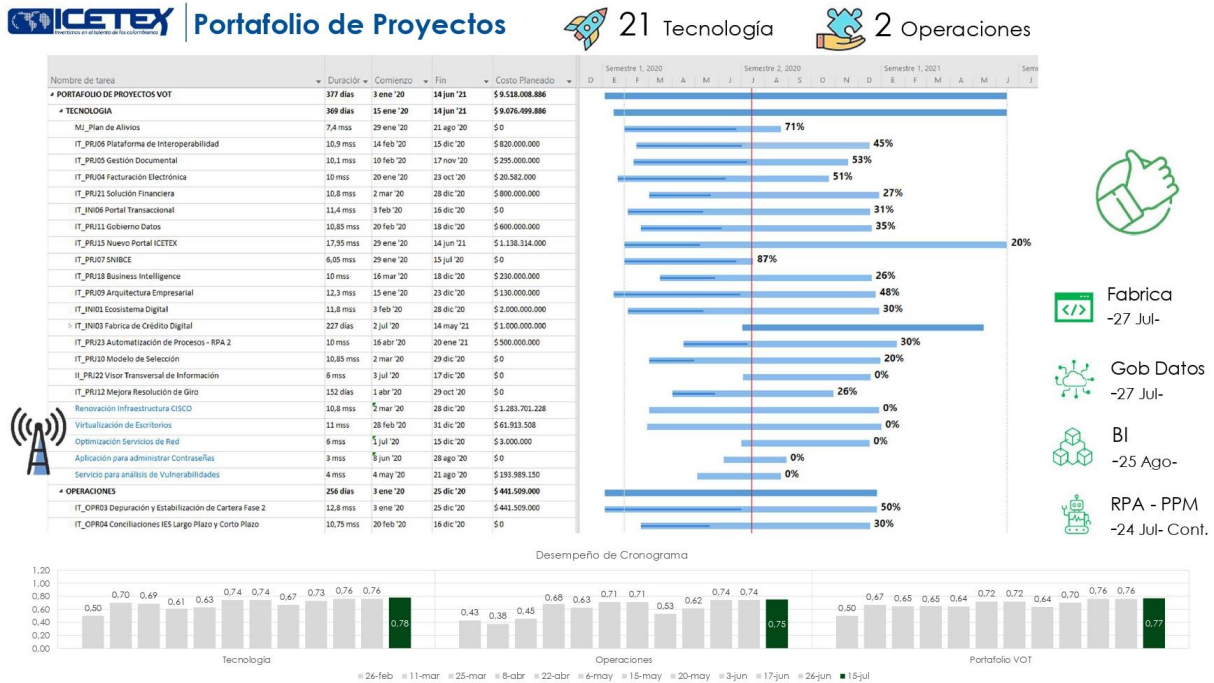 ICETEX
Invertimos en el talento de los colombianos
Portafolio de Proyectos
21 Tecnología
2 Operaciones
Semestre 1, 2020 Semestre 2, 2020 Semestre 1, 2021 Seme
Nombre de tarea Duración Comienzo Fin Costo Planeado D E F M A M J J A S O N D E F M A M J J
PORTAFOLIO DE PROYECTOS VOT 377 días 3 ene '20 14 jun '21 $ 9.518.008.886
TECNOLOGIA 369 días 15 ene '20 14 jun '21 $ 9.076.499.886
MJ_Plan de Alivios 7,4 mss 29 ene '20 21 ago '20 $ 0 71%
IT_PRJ06 Plataforma de Interoperabilidad 10,9 mss 14 feb '20 15 dic '20 $ 820.000.000 45%
IT_PRJ05 Gestión Documental 10,1 mss 10 feb '20 17 nov '20 $ 295.000.000 53%
IT_PRJ04 Facturación Electrónica 10 mss 20 ene '20 23 oct '20 $ 20.582.000 51%
IT_PRJ21 Solución Financiera 10,8 mss 2 mar '20 28 dic '20 $ 800.000.000 27%
IT_INI06 Portal Transaccional 11,4 mss 3 feb '20 16 dic '20 $ 0 31%
IT_PRJ11 Gobierno Datos 10,85 mss 20 feb '20 18 dic '20 $ 600.000.000 35%
IT_PRJ15 Nuevo Portal ICETEX 17,95 mss 29 ene '20 14 jun '21 $ 1.138.314.000 20%
IT_PRJ07 SNIBCE 6,05 mss 29 ene '20 15 jul '20 $ 0 87%
IT_PRJ18 Business Intelligence 10 mss 16 mar '20 18 dic '20 $ 230.000.000 26%
IT_PRJ09 Arquitectura Empresarial 12,3 mss 15 ene '20 23 dic '20 $ 130.000.000 48%
IT_INI01 Ecosistema Digital 11,8 mss 3 feb '20 28 dic '20 $ 2.000.000.000 30%
IT_INI03 Fabrica de Crédito Digital 227 días 2 jul '20 14 may '21 $ 1.000.000.000
IT_PRJ23 Automatización de Procesos - RPA 2 10 mss 16 abr '20 20 ene '21 $ 500.000.000 30%
IT_PRJ10 Modelo de Selección 10,85 mss 2 mar '20 29 dic '20 $ 0 20%
II_PRJ22 Visor Transversal de Información 6 mss 3 jul '20 17 dic '20 $ 0 0%
IT_PRJ12 Mejora Resolución de Giro 152 días 1 abr '20 29 oct '20 $ 0 26%
Renovación Infraestructura CISCO 10,8 mss 2 mar '20 28 dic '20 $ 1.283.701.228 0%
Virtualización de Escritorios 11 mss 28 feb '20 31 dic '20 $ 61.913.508 0%
Optimización Servicios de Red 6 mss 1 jul '20 15 dic '20 $ 3.000.000 0%
Aplicación para administrar Contraseñas 3 mss 8 jun '20 28 ago '20 $ 0 0%
Servicio para análisis de Vulnerabilidades 4 mss 4 may '20 21 ago '20 $ 193.989.150 0%
OPERACIONES 256 días 3 ene '20 25 dic '20 $ 441.509.000
IT_OPR03 Depuración y Estabilización de Cartera Fase 2 12,8 mss 3 ene '20 25 dic '20 $ 441.509.000 50%
IT_OPR04 Conciliaciones IES Largo Plazo y Corto Plazo 10,75 mss 20 feb '20 16 dic '20 $ 0 30%
Fabrica
-27 Jul-
Gob Datos
-27 Jul-
BI
-25 Ago-
RPA - PPM
-24 Jul- Cont.
Desempeño de Cronograma
1,20
1,00
0,80
0,60
0,40
0,20
0,00
0,50 0,70 0,69 0,61 0,63 0,74 0,74 0,67 0,73 0,76 0,76 0,78
0,43 0,38 0,45 0,68 0,63 0,71 0,71 0,53 0,62 0,74 0,74 0,75
0,50 0,67 0,65 0,65 0,64 0,72 0,72 0,64 0,70 0,76 0,76 0,77
Tecnología Operaciones Portafolio VOT
26-feb 11-mar 25-mar 8-abr 22-abr 6-may 15-may 20-may 3-jun 17-jun 26-jun 15-jul